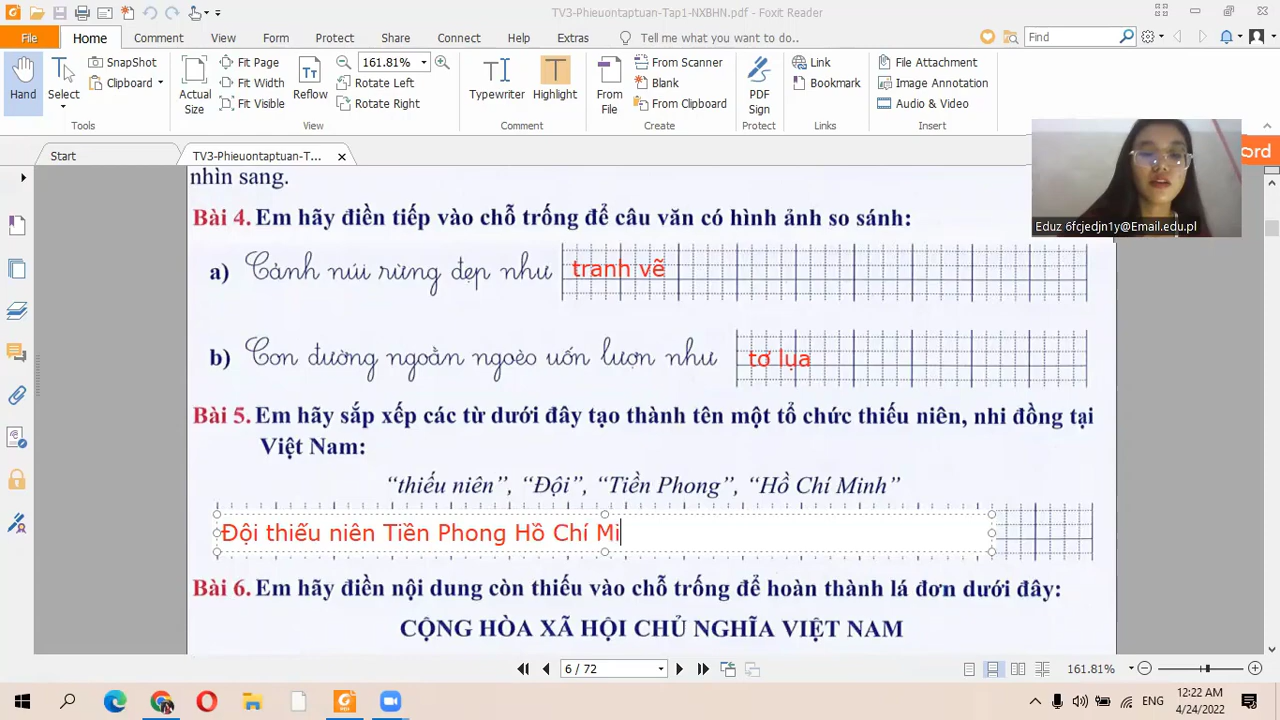 TV3-Phieuontaptuan-Tap1-NXBHN.pdf - Foxit Reader
File Home Comment View Form Protect Share Connect Help Extras Tell me what you want to do... Find
Hand
Select
SnapShot
Clipboard
Tools
Actual Size
Fit Page
Fit Width
Fit Visible
Reflow
161.81%
Rotate Left
Rotate Right
View
Typewriter
Highlight
Comment
From File
From Scanner
Blank
From Clipboard
Create
PDF Sign
Protect
Link
Bookmark
Links
File Attachment
Image Annotation
Audio & Video
Insert
Start
TV3-Phieuontaptuan-T...
ord
Eduz 6fcjedjn1y@Email.edu.pl
nhìn sang.
Bài 4. Em hãy điền tiếp vào chỗ trống để câu văn có hình ảnh so sánh:
a) Cảnh núi rừng đẹp như tranh vẽ
b) Con đường ngoằn ngoèo uốn lượn như tơ lụa
Bài 5. Em hãy sắp xếp các từ dưới đây tạo thành tên một tổ chức thiếu niên, nhi đồng tại
Việt Nam:
“thiếu niên”, “Đội”, “Tiền Phong”, “Hồ Chí Minh”
Đội thiếu niên Tiền Phong Hồ Chí Mi
Bài 6. Em hãy điền nội dung còn thiếu vào chỗ trống để hoàn thành lá đơn dưới đây:
CỘNG HÒA XÃ HỘI CHỦ NGHĨA VIỆT NAM
6 / 72
161.81%
ENG
12:22 AM
4/24/2022